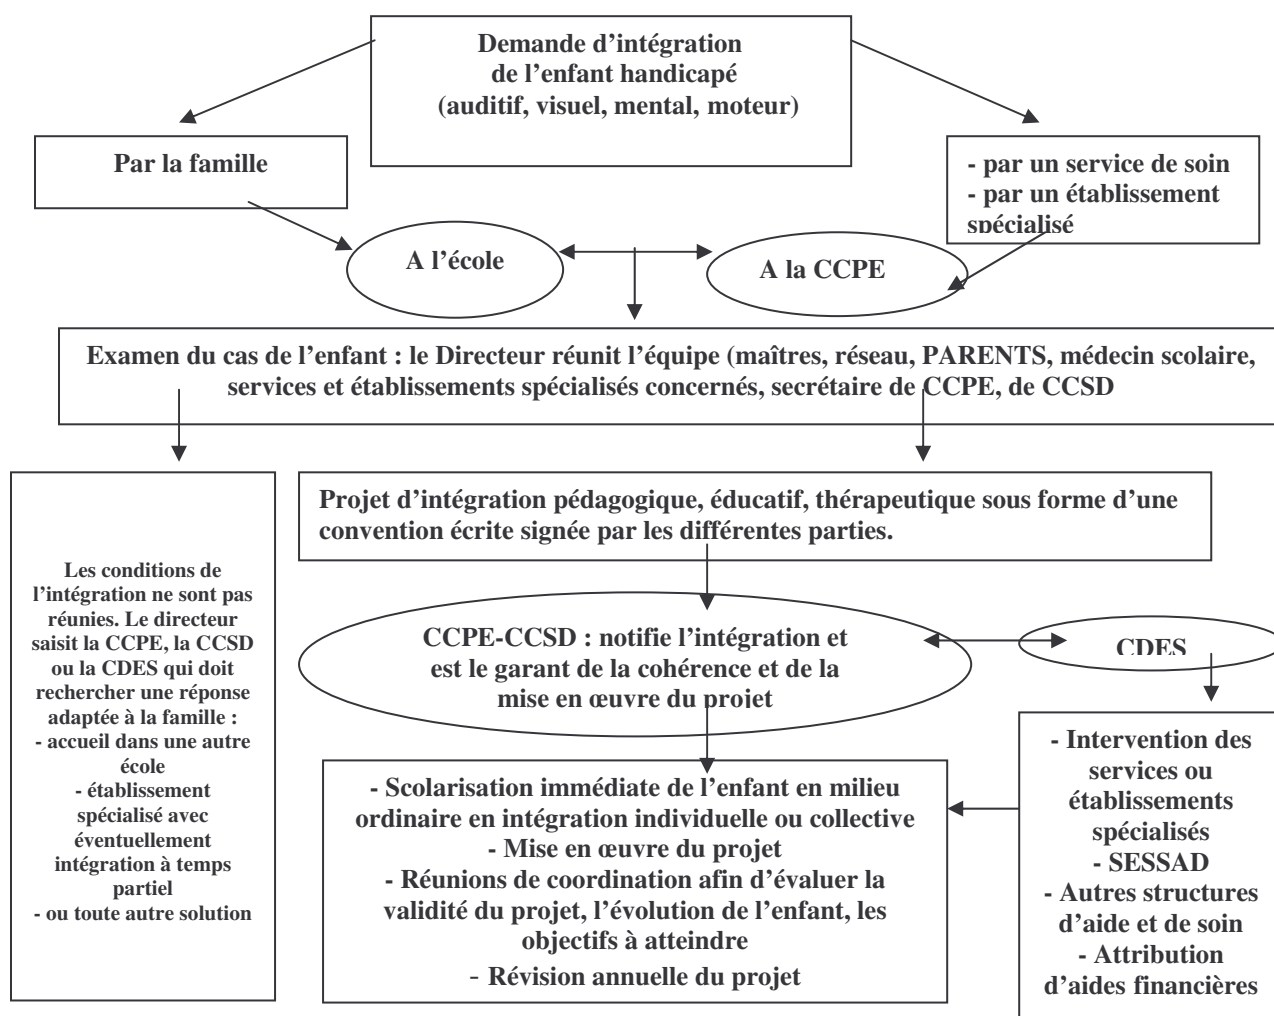 Demande d’intégration
de l’enfant handicapé
(auditif, visuel, mental, moteur)
Par la famille
- par un service de soin
- par un établissement
spécialisé
A l’école
A la CCPE
Examen du cas de l’enfant : le Directeur réunit l’équipe (maîtres, réseau, PARENTS, médecin scolaire,
services et établissements spécialisés concernés, secrétaire de CCPE, de CCSD
Les conditions de
l’intégration ne sont pas
réunies. Le directeur
saisit la CCPE, la CCSD
ou la CDES qui doit
rechercher une réponse
adaptée à la famille :
- accueil dans une autre
école
- établissement
spécialisé avec
éventuellement
intégration à temps
partiel
- ou toute autre solution
Projet d’intégration pédagogique, éducatif, thérapeutique sous forme d’une
convention écrite signée par les différentes parties.
CCPE-CCSD : notifie l’intégration et
est le garant de la cohérence et de la
mise en œuvre du projet
CDES
- Scolarisation immédiate de l’enfant en milieu
ordinaire en intégration individuelle ou collective
- Mise en œuvre du projet
- Réunions de coordination afin d’évaluer la
validité du projet, l’évolution de l’enfant, les
objectifs à atteindre
- Révision annuelle du projet
- Intervention des
services ou
établissements
spécialisés
- SESSAD
- Autres structures
d’aide et de soin
- Attribution
d’aides financières